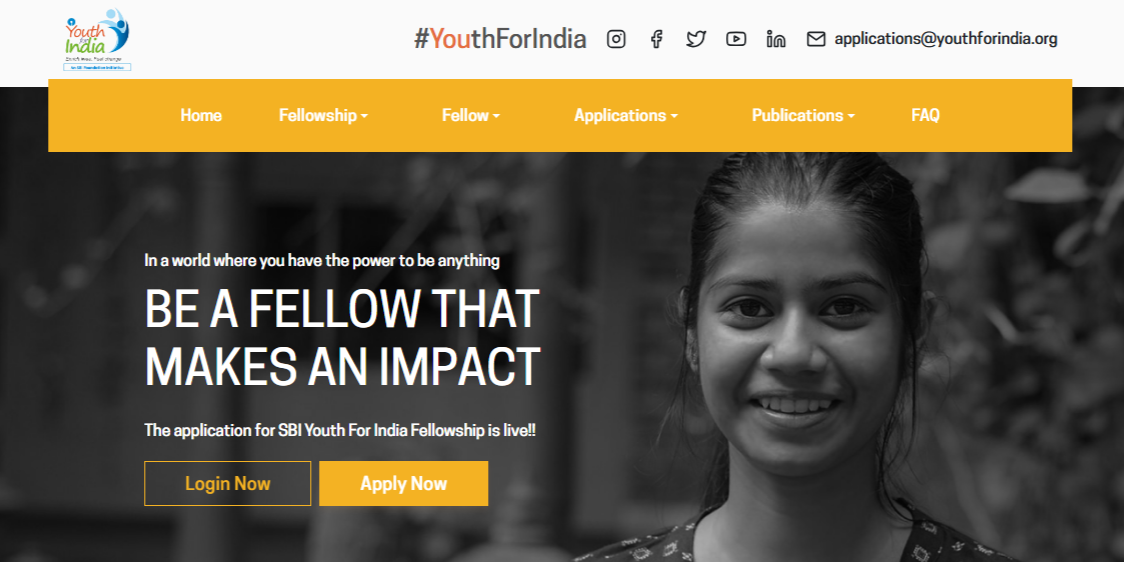 Youth
for
India
#YouthForIndia
applications@youthforindia.org
Home
Fellowship
Fellow
Applications
Publications
FAQ
In a world where you have the power to be anything
BE A FELLOW THAT
MAKES AN IMPACT
The application for SBI Youth For India Fellowship is live!!
Login Now
Apply Now